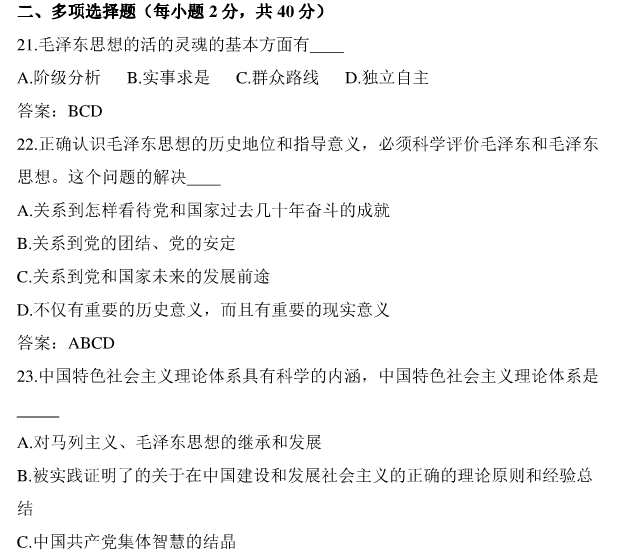 二、多项选择题（每小题 2 分，共 40 分）
21.毛泽东思想的活的灵魂的基本方面有____
A.阶级分析 B.实事求是 C.群众路线 D.独立自主
答案：BCD
22.正确认识毛泽东思想的历史地位和指导意义，必须科学评价毛泽东和毛泽东
思想。这个问题的解决____
A.关系到怎样看待党和国家过去几十年奋斗的成就
B.关系到党的团结、党的安定
C.关系到党和国家未来的发展前途
D.不仅有重要的历史意义，而且有重要的现实意义
答案：ABCD
23.中国特色社会主义理论体系具有科学的内涵，中国特色社会主义理论体系是
_____
A.对马列主义、毛泽东思想的继承和发展
B.被实践证明了的关于在中国建设和发展社会主义的正确的理论原则和经验总
结
C.中国共产党集体智慧的结晶